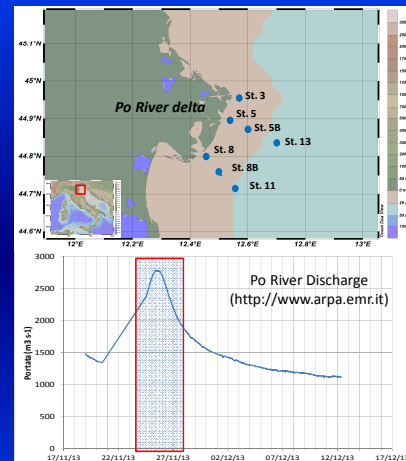 45.1°N
45°N
44.9°N
44.8°N
44.7°N
44.6°N
Po River delta
St. 3
St. 5
St. 5B
St. 13
St. 8
St. 8B
St. 11
12°E
12.2°E
12.4°E
12.6°E
12.8°E
13°E
Po River Discharge
(http://www.arpa.emr.it)
Portata(m3 s1)
3000
2500
2000
1500
1000
500
0
17/11/13
22/11/13
27/11/13
02/12/13
07/12/13
12/12/13
17/12/13